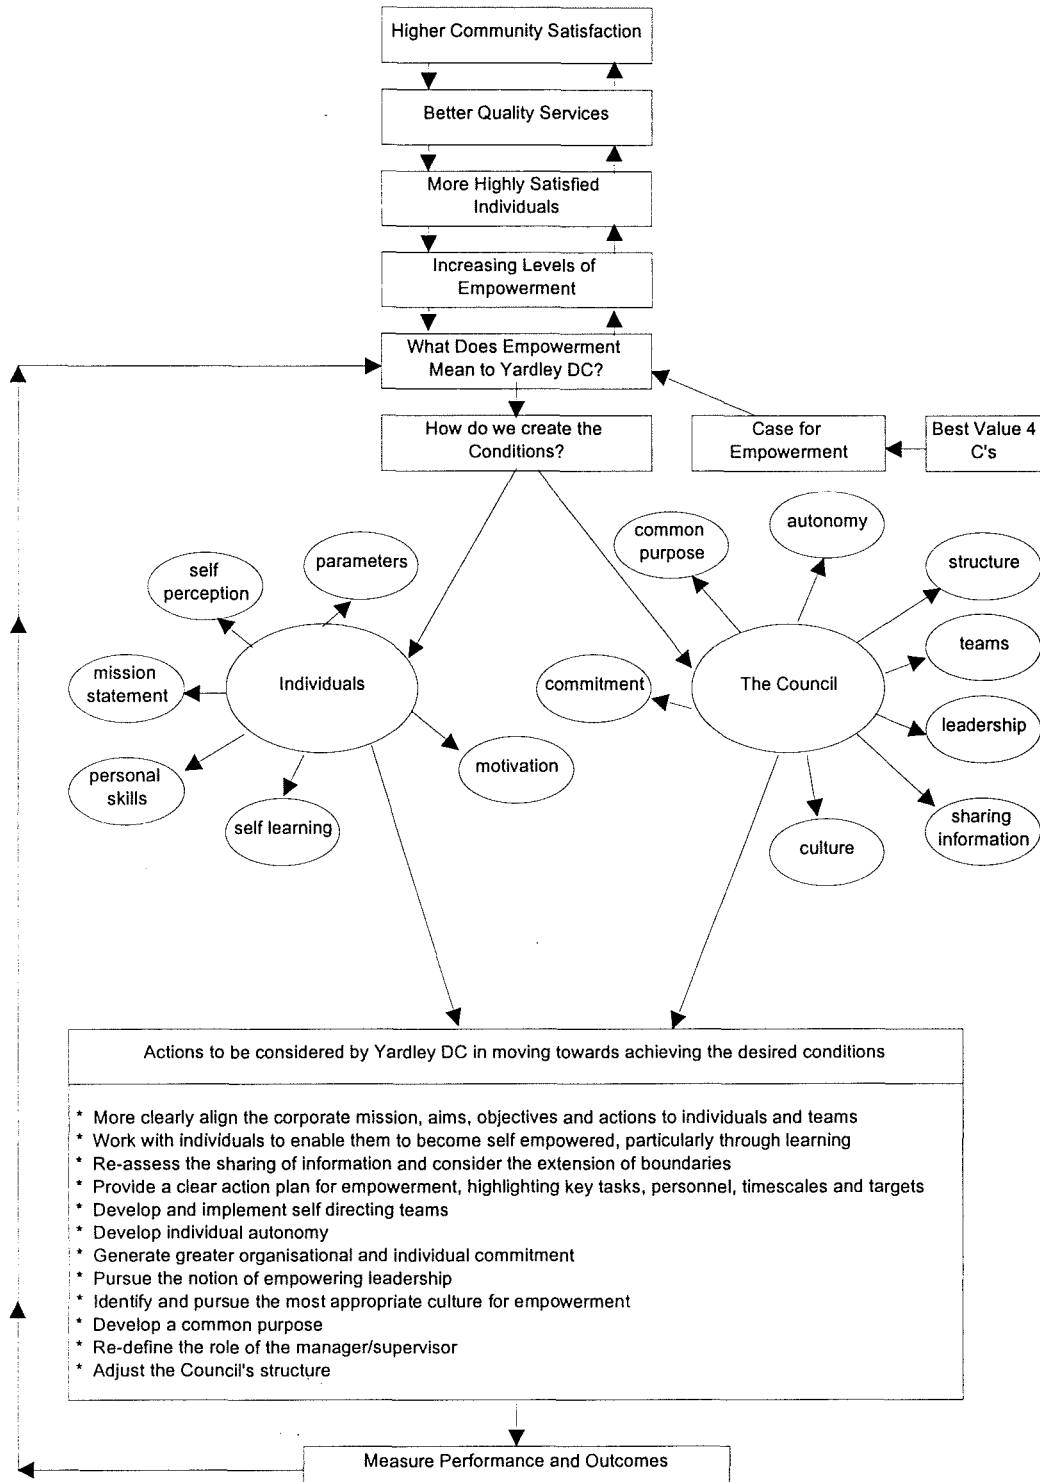 Higher Community Satisfaction
Better Quality Services
More Highly Satisfied
Individuals
Increasing Levels of
Empowerment
What Does Empowerment
Mean to Yardley DC?
How do we create the
Conditions?
Case for
Empowerment
Best Value 4
C's
self
perception
parameters
mission
statement
Individuals
personal
skills
self learning
motivation
common
purpose
autonomy
structure
teams
commitment
The Council
leadership
sharing
information
culture
Actions to be considered by Yardley DC in moving towards achieving the desired conditions
* More clearly align the corporate mission, aims, objectives and actions to individuals and teams
* Work with individuals to enable them to become self empowered, particularly through learning
* Re-assess the sharing of information and consider the extension of boundaries
* Provide a clear action plan for empowerment, highlighting key tasks, personnel, timescales and targets
* Develop and implement self directing teams
* Develop individual autonomy
* Generate greater organisational and individual commitment
* Pursue the notion of empowering leadership
* Identify and pursue the most appropriate culture for empowerment
* Develop a common purpose
* Re-define the role of the manager/supervisor
* Adjust the Council's structure
Measure Performance and Outcomes